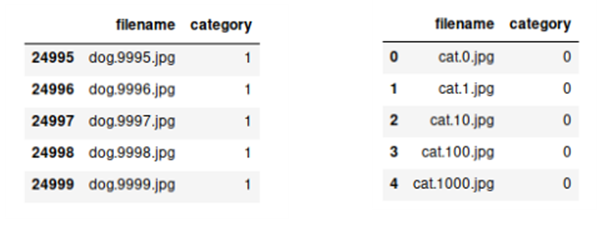 filename category
24995 dog.9995.jpg 1
24996 dog.9996.jpg 1
24997 dog.9997.jpg 1
24998 dog.9998.jpg 1
24999 dog.9999.jpg 1
filename category
0 cat.0.jpg 0
1 cat.1.jpg 0
2 cat.10.jpg 0
3 cat.100.jpg 0
4 cat.1000.jpg 0